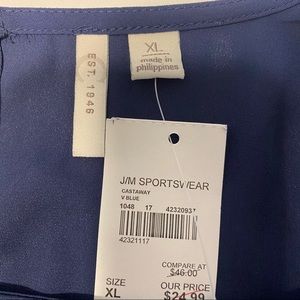 EST. 1946
XL
made in
philippines
J/M SPORTSWEAR
CASTAWAY
V BLUE
1048 17 42320937
42321117
COMPARE AT
$46.00
SIZE
OUR PRICE
XL
$24.99